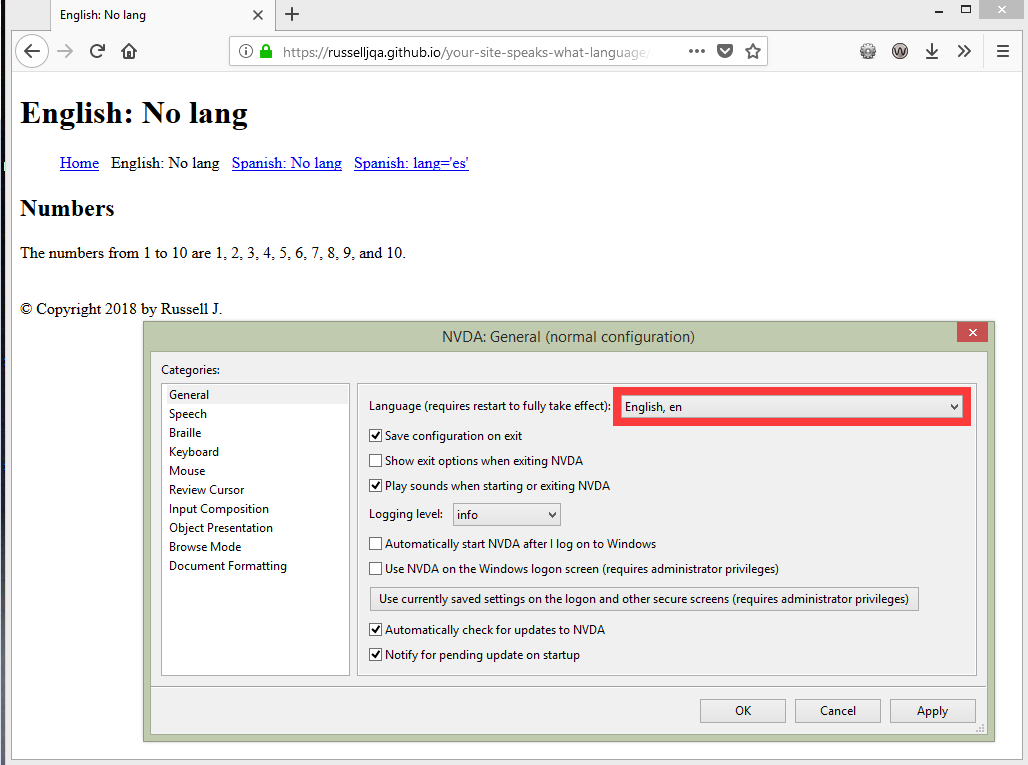 English: No lang
https://russelljqa.github.io/your-site-speaks-what-language/
English: No lang
Home English: No lang Spanish: No lang Spanish: lang='es'
Numbers
The numbers from 1 to 10 are 1, 2, 3, 4, 5, 6, 7, 8, 9, and 10.
© Copyright 2018 by Russell J.
NVDA: General (normal configuration)
Categories:
General
Speech
Braille
Keyboard
Mouse
Review Cursor
Input Composition
Object Presentation
Browse Mode
Document Formatting
Language (requires restart to fully take effect): English, en
Save configuration on exit
Show exit options when exiting NVDA
Play sounds when starting or exiting NVDA
Logging level: info
Automatically start NVDA after I log on to Windows
Use NVDA on the Windows logon screen (requires administrator privileges)
Use currently saved settings on the logon and other secure screens (requires administrator privileges)
Automatically check for updates to NVDA
Notify for pending update on startup
OK Cancel Apply